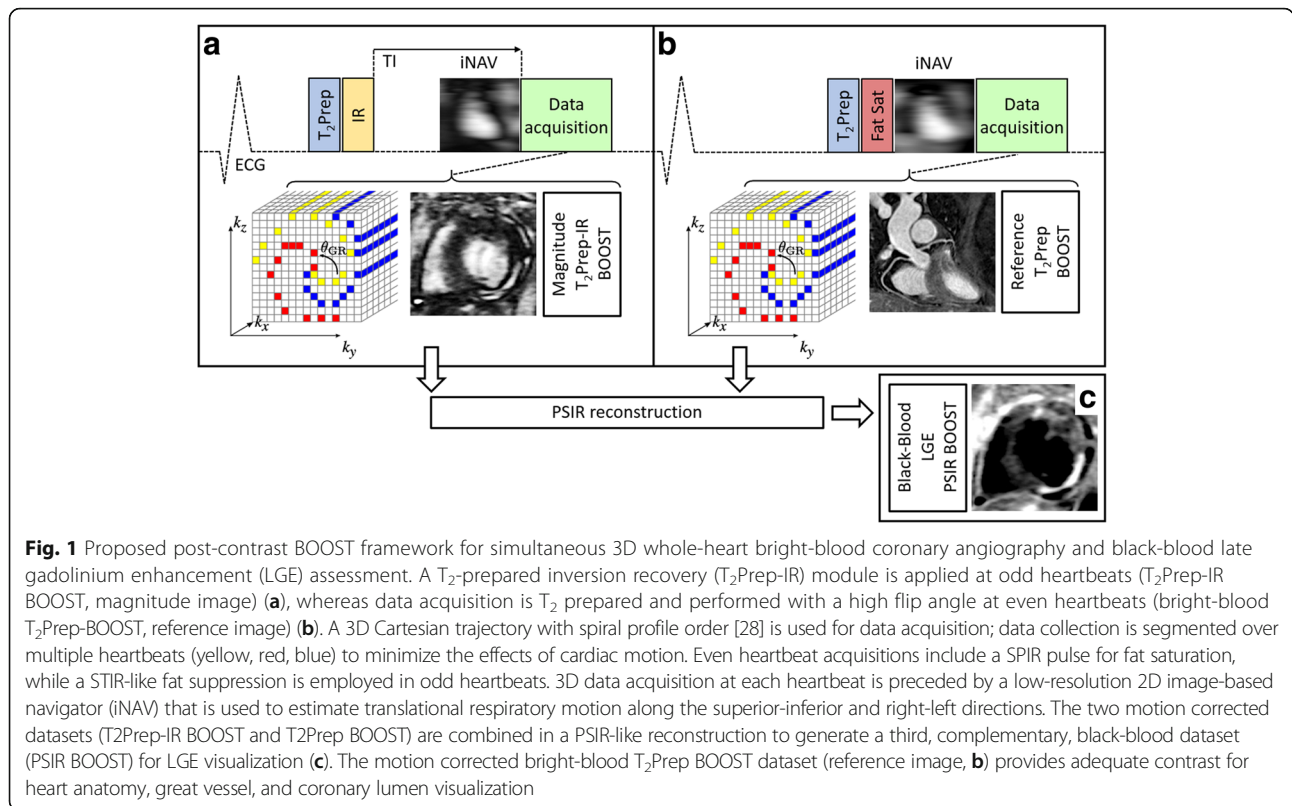 a
TI
iNAV
T₂Prep
IR
Data
acquisition
ECG
k_z
θ_GR
k_x
k_y
Magnitude
T₂Prep-IR
BOOST
b
iNAV
T₂Prep
Fat Sat
Data
acquisition
k_z
θ_GR
k_x
k_y
Reference
T₂Prep
BOOST
PSIR reconstruction
c
Black-Blood
LGE
PSIR BOOST
Fig. 1 Proposed post-contrast BOOST framework for simultaneous 3D whole-heart bright-blood coronary angiography and black-blood late
gadolinium enhancement (LGE) assessment. A T₂-prepared inversion recovery (T₂Prep-IR) module is applied at odd heartbeats (T₂Prep-IR
BOOST, magnitude image) (a), whereas data acquisition is T₂ prepared and performed with a high flip angle at even heartbeats (bright-blood
T₂Prep-BOOST, reference image) (b). A 3D Cartesian trajectory with spiral profile order [28] is used for data acquisition; data collection is segmented over
multiple heartbeats (yellow, red, blue) to minimize the effects of cardiac motion. Even heartbeat acquisitions include a SPIR pulse for fat saturation,
while a STIR-like fat suppression is employed in odd heartbeats. 3D data acquisition at each heartbeat is preceded by a low-resolution 2D image-based
navigator (iNAV) that is used to estimate translational respiratory motion along the superior-inferior and right-left directions. The two motion corrected
datasets (T2Prep-IR BOOST and T2Prep BOOST) are combined in a PSIR-like reconstruction to generate a third, complementary, black-blood dataset
(PSIR BOOST) for LGE visualization (c). The motion corrected bright-blood T₂Prep BOOST dataset (reference image, b) provides adequate contrast for
heart anatomy, great vessel, and coronary lumen visualization